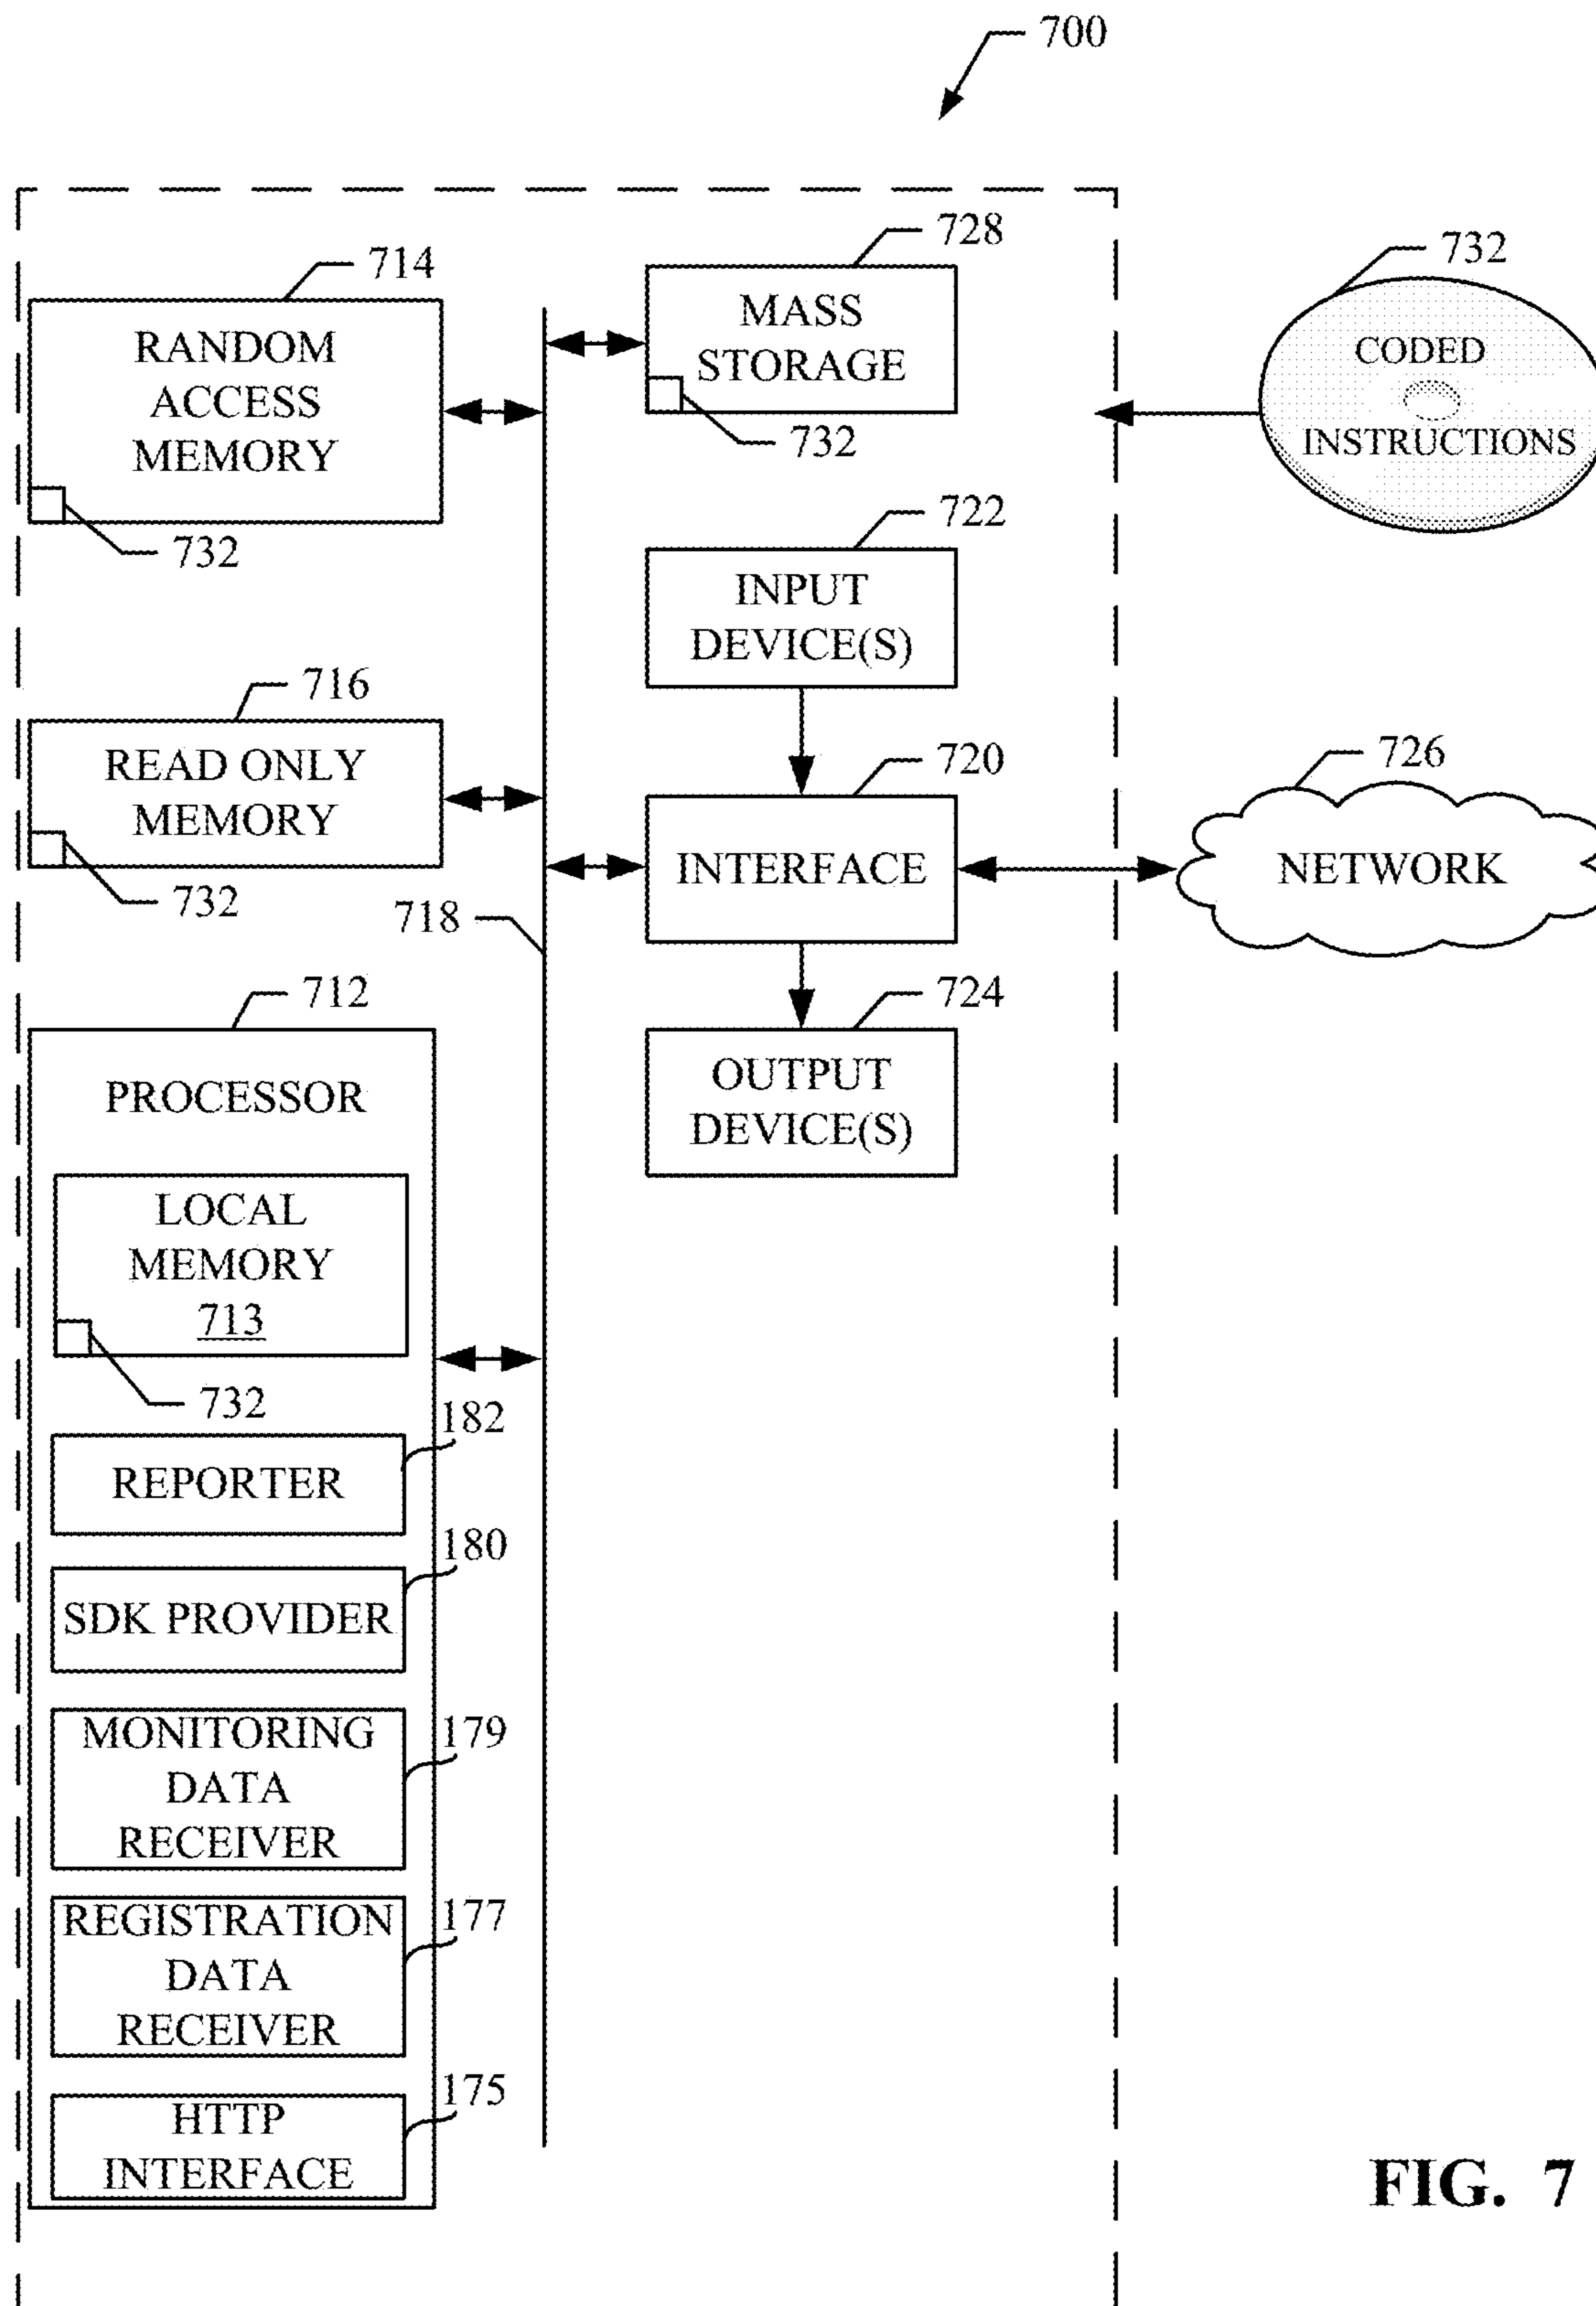 700
714
RANDOM
ACCESS
MEMORY
732
728
MASS
STORAGE
732
732
CODED
INSTRUCTIONS
722
INPUT
DEVICE(S)
716
READ ONLY
MEMORY
732
720
INTERFACE
726
NETWORK
718
724
OUTPUT
DEVICE(S)
712
PROCESSOR
LOCAL
MEMORY
713
732
182
REPORTER
180
SDK PROVIDER
179
MONITORING
DATA
RECEIVER
177
REGISTRATION
DATA
RECEIVER
175
HTTP
INTERFACE
FIG. 7